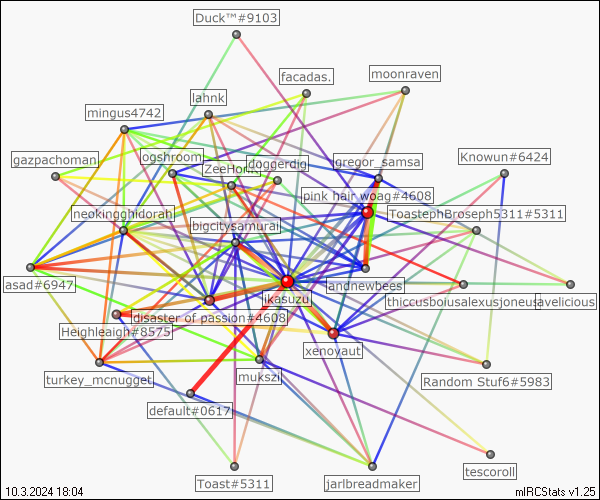 Duck™#9103
facadas.
moonraven
lahnk
mingus4742
gazpachoman
ogshroom
ZeeHonk
doggerdig
gregor_samsa
Knowun#6424
pink hair woag#4608
neokingghidorah
bigcitysamurai
ToastephBroseph5311#5311
asad#6947
ikasuzu
landnewbees
thiccusboiusalexusjoneus
avelicious
disaster of passion#4608
Heighleaigh#8575
xenoyaut
turkey_mcnugget
mukszi
Random Stuf6#5983
default#0617
Toast#5311
jarlbreadmaker
tescoroll
10.3.2024 18:04
mIRCStats v1.25